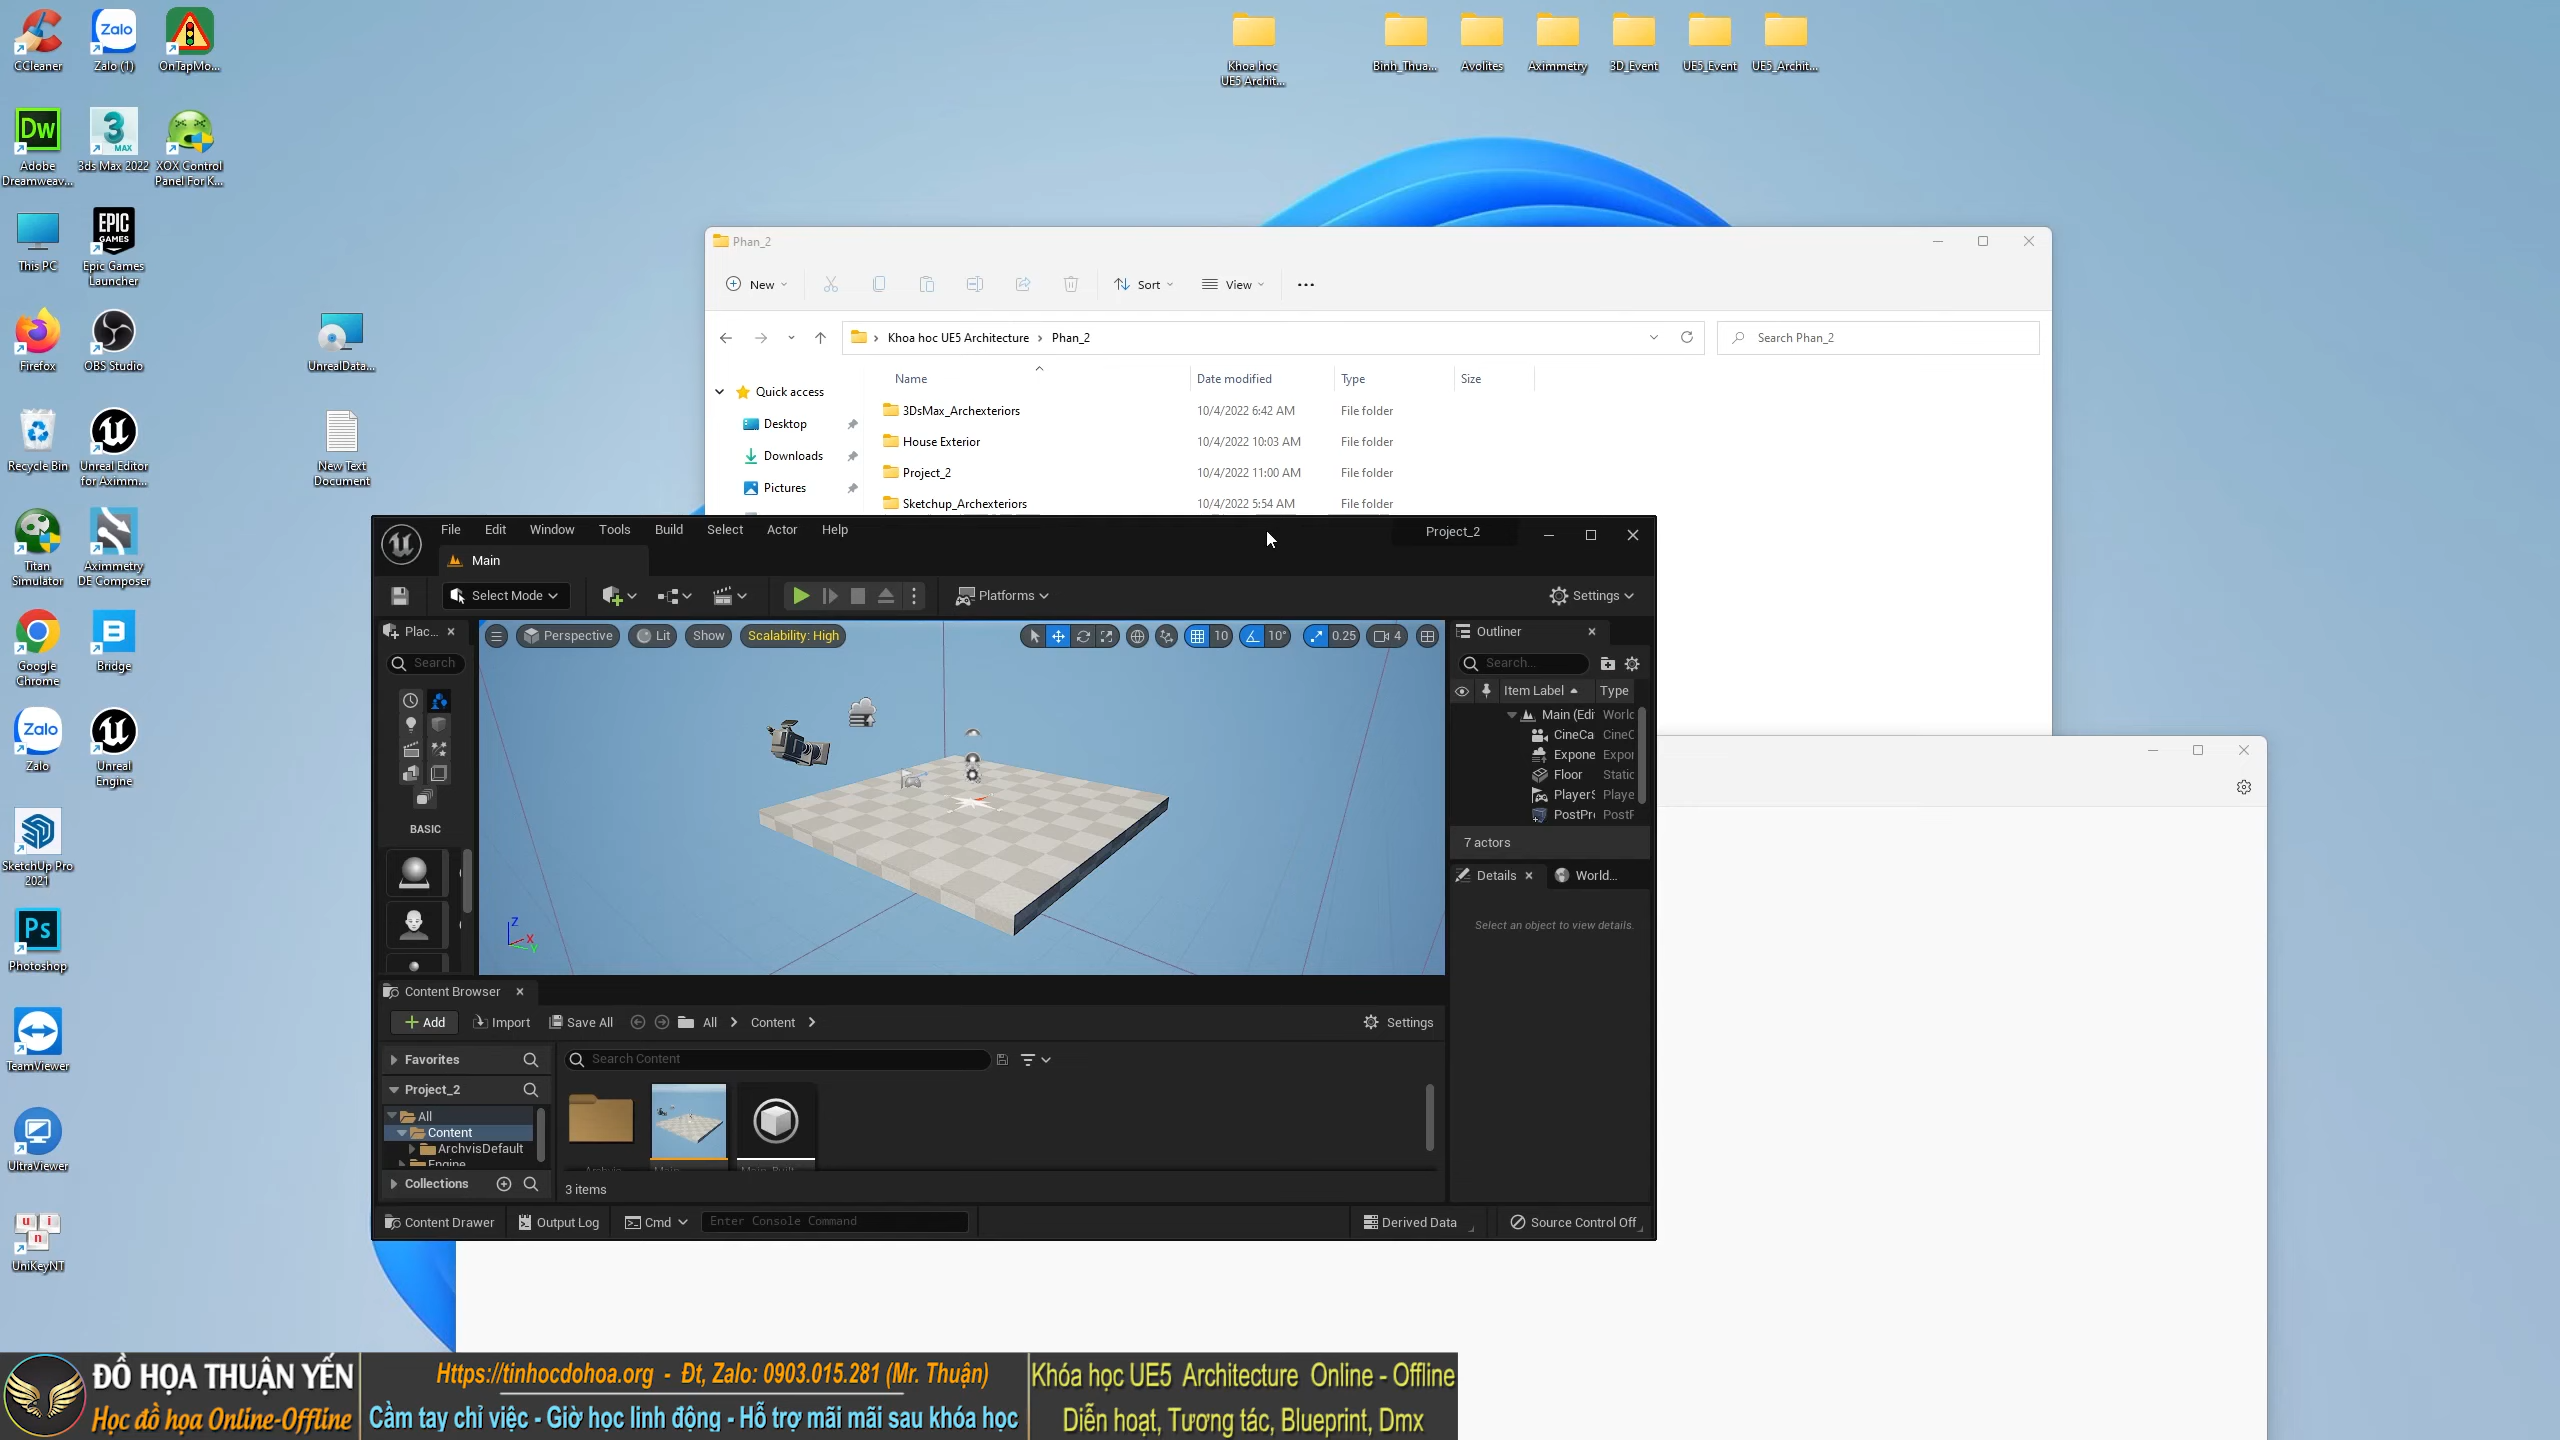 CCleaner
Zalo (1)
OnTapMo...
Khoa hoc
UE5 Archit...
Binh_Thua...
Avolites
Aximmetry
3D_Event
UE5_Event
UE5_Archit...
Adobe
Dreamweav...
3ds Max 2022
XOX Control
Panel For K...
This PC
Epic Games
Launcher
Firefox
OBS Studio
UnrealData...
Recycle Bin
Unreal Editor
for Aximm...
New Text
Document
Titan
Simulator
Aximmetry
DE Composer
Google
Chrome
Bridge
Zalo
Unreal
Engine
SketchUp Pro
2021
Photoshop
TeamViewer
UltraViewer
UniKeyNT
Phan_2
New
Sort
View
Khoa hoc UE5 Architecture
Phan_2
Search Phan_2
Name
Date modified
Type
Size
Quick access
Desktop
Downloads
Pictures
3DsMax_Archexteriors 10/4/2022 6:42 AM File folder
House Exterior 10/4/2022 10:03 AM File folder
Project_2 10/4/2022 11:00 AM File folder
Sketchup_Archexteriors 10/4/2022 5:54 AM File folder
File Edit Window Tools Build Select Actor Help
Project_2
Main
Select Mode
Platforms
Settings
Plac...
Search
BASIC
Perspective
Lit
Show
Scalability: High
10
10°
0.25
4
Z
X
Y
Outliner
Search...
Item Label
Type
Main (Edi Worlc
CineCa CineC
Expone Expoi
Floor Static
PlayerS Playe
PostPro PostF
7 actors
Details
World...
Select an object to view details.
Content Browser
Add
Import
Save All
All
Content
Settings
Favorites
Search Content
Project_2
All
Content
ArchvisDefault
Engine
Collections
3 items
Content Drawer
Output Log
Cmd
Enter Console Command
Derived Data
Source Control Off
ĐỒ HỌA THUẬN YẾN
Học đồ họa Online-Offline
Https://tinhocdohoa.org - Đt, Zalo: 0903.015.281 (Mr. Thuận)
Cầm tay chỉ việc - Giờ học linh động - Hỗ trợ mãi mãi sau khóa học
Khóa học UE5 Architecture Online - Offline
Diễn hoạt, Tương tác, Blueprint, Dmx